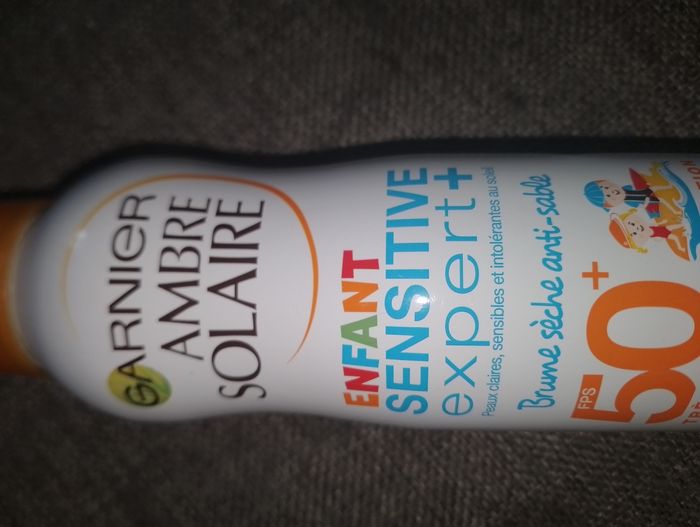 GARNIER
AMBRE
SOLAIRE
ENFANT
SENSITIVE
expert+
Peaux claires, sensibles et intolérantes au soleil
Brume sèche anti-sable
FPS
50+